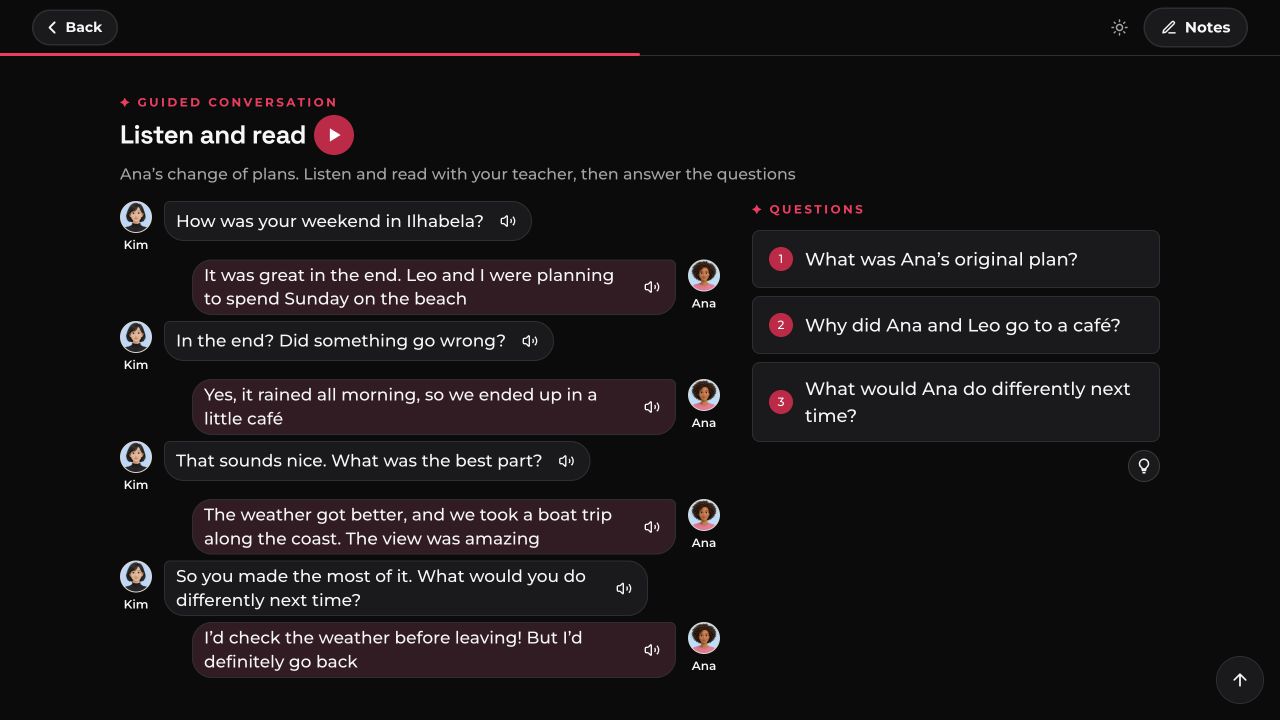 Back
Notes
GUIDED CONVERSATION
Listen and read
Ana’s change of plans. Listen and read with your teacher, then answer the questions
How was your weekend in Ilhabela?
Kim
It was great in the end. Leo and I were planning
to spend Sunday on the beach
Ana
In the end? Did something go wrong?
Kim
Yes, it rained all morning, so we ended up in a
little café
Ana
That sounds nice. What was the best part?
Kim
The weather got better, and we took a boat trip
along the coast. The view was amazing
Ana
So you made the most of it. What would you do
differently next time?
Kim
I’d check the weather before leaving! But I’d
definitely go back
Ana
QUESTIONS
1 What was Ana’s original plan?
2 Why did Ana and Leo go to a café?
3 What would Ana do differently next
time?